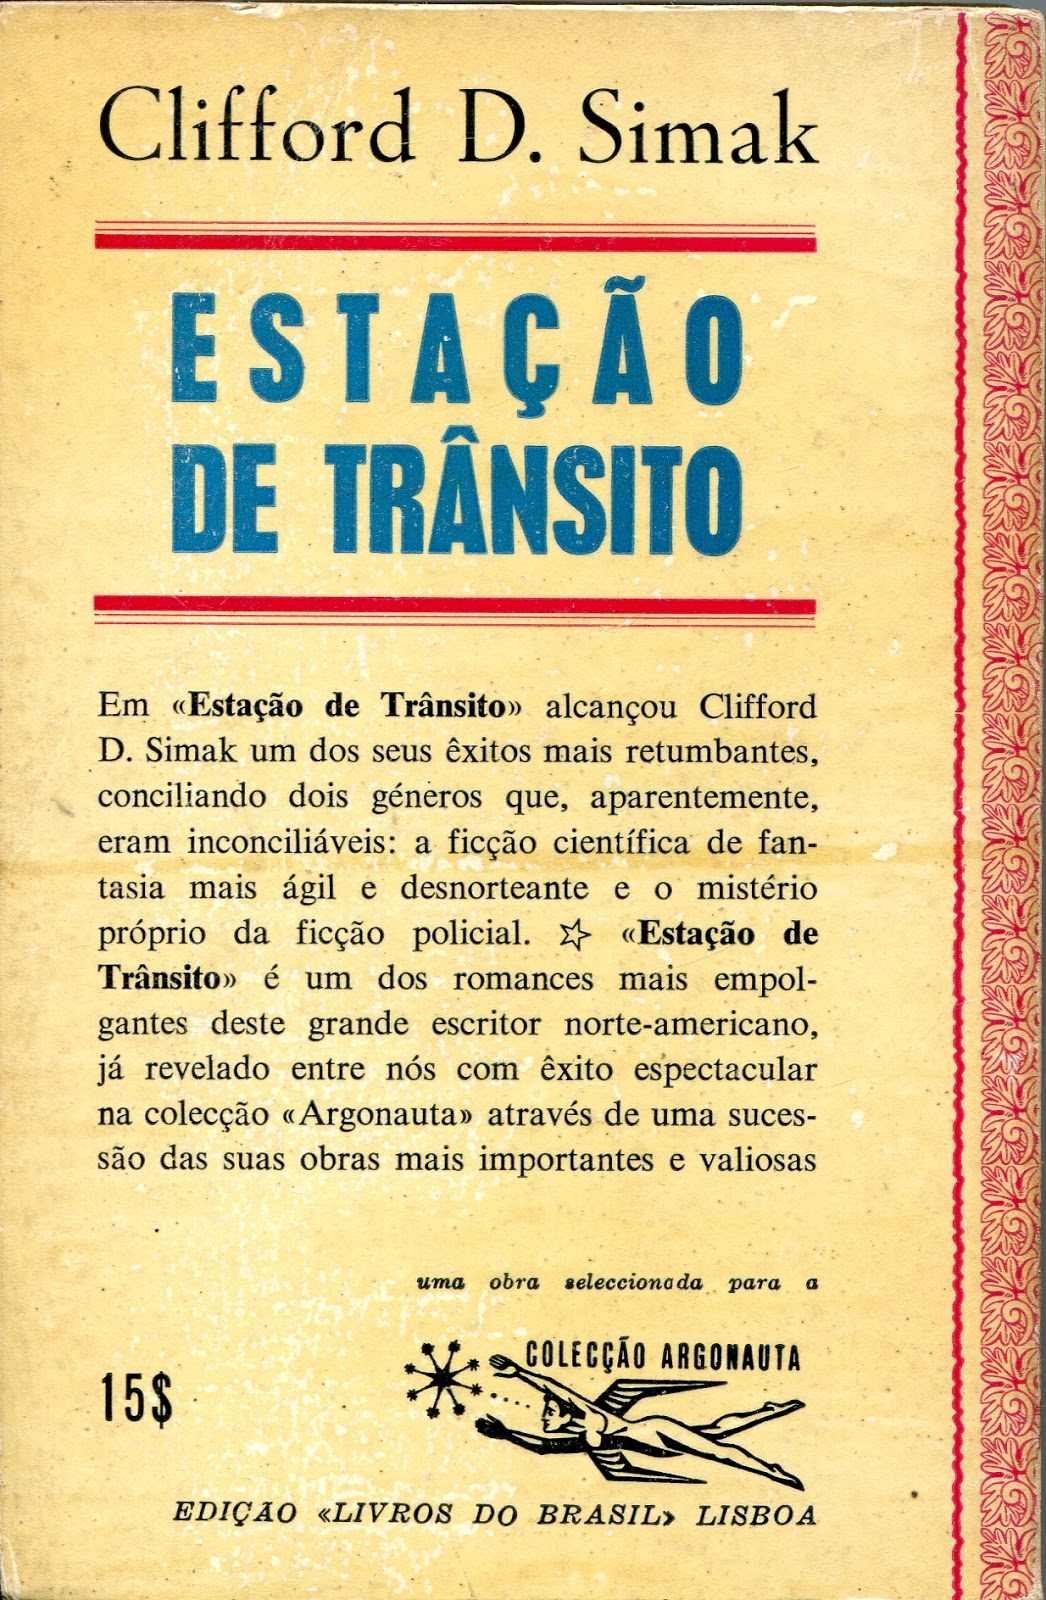 Clifford D. Simak
ESTAÇÃO
DE TRÂNSITO
Em «Estação de Trânsito» alcançou Clifford
D. Simak um dos seus êxitos mais retumbantes,
conciliando dois géneros que, aparentemente,
eram inconciliáveis: a ficção científica de fan-
tasia mais ágil e desnorteante e o mistério
próprio da ficção policial. ☆ «Estação de
Trânsito» é um dos romances mais empol-
gantes deste grande escritor norte-americano,
já revelado entre nós com êxito espectacular
na colecção «Argonauta» através de uma suces-
são das suas obras mais importantes e valiosas
uma obra seleccionada para a
COLECÇÃO ARGONAUTA
15$
EDIÇÃO «LIVROS DO BRASIL» LISBOA